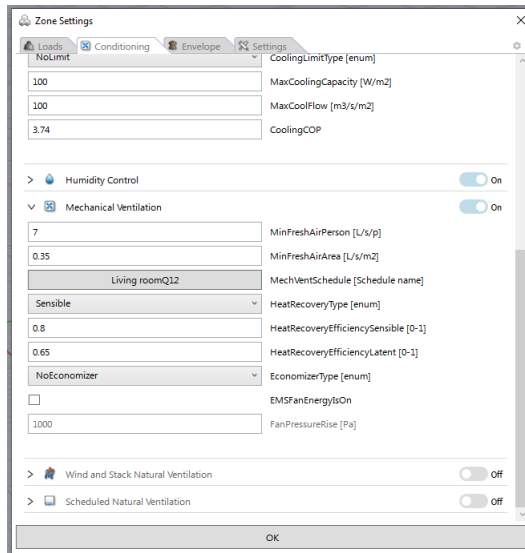 Zone Settings
Loads Conditioning Envelope Settings
NoLimit CoolingLimitType [enum]
100 MaxCoolingCapacity [W/m2]
100 MaxCoolFlow [m3/s/m2]
3.74 CoolingCOP
Humidity Control On
Mechanical Ventilation On
7 MinFreshAirPerson [L/s/p]
0.35 MinFreshAirArea [L/s/m2]
Living roomQ12 MechVentSchedule [Schedule name]
Sensible HeatRecoveryType [enum]
0.8 HeatRecoveryEfficiencySensible [0-1]
0.65 HeatRecoveryEfficiencyLatent [0-1]
NoEconomizer EconomizerType [enum]
EMSFanEnergyIsOn
1000 FanPressureRise [Pa]
Wind and Stack Natural Ventilation Off
Scheduled Natural Ventilation Off
OK